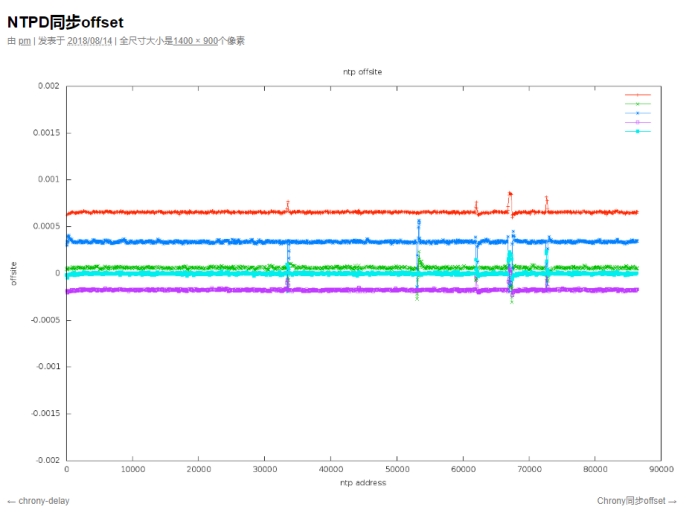 NTPD同步offset
由 pm | 发表于 2018/08/14 | 全尺寸大小是1400 × 900个像素
ntp offsite
0.002
0.0015
0.001
0.0005
0
-0.0005
-0.001
-0.0015
-0.002
offsite
0 10000 20000 30000 40000 50000 60000 70000 80000 90000
ntp address
← chrony-delay Chrony同步offset →